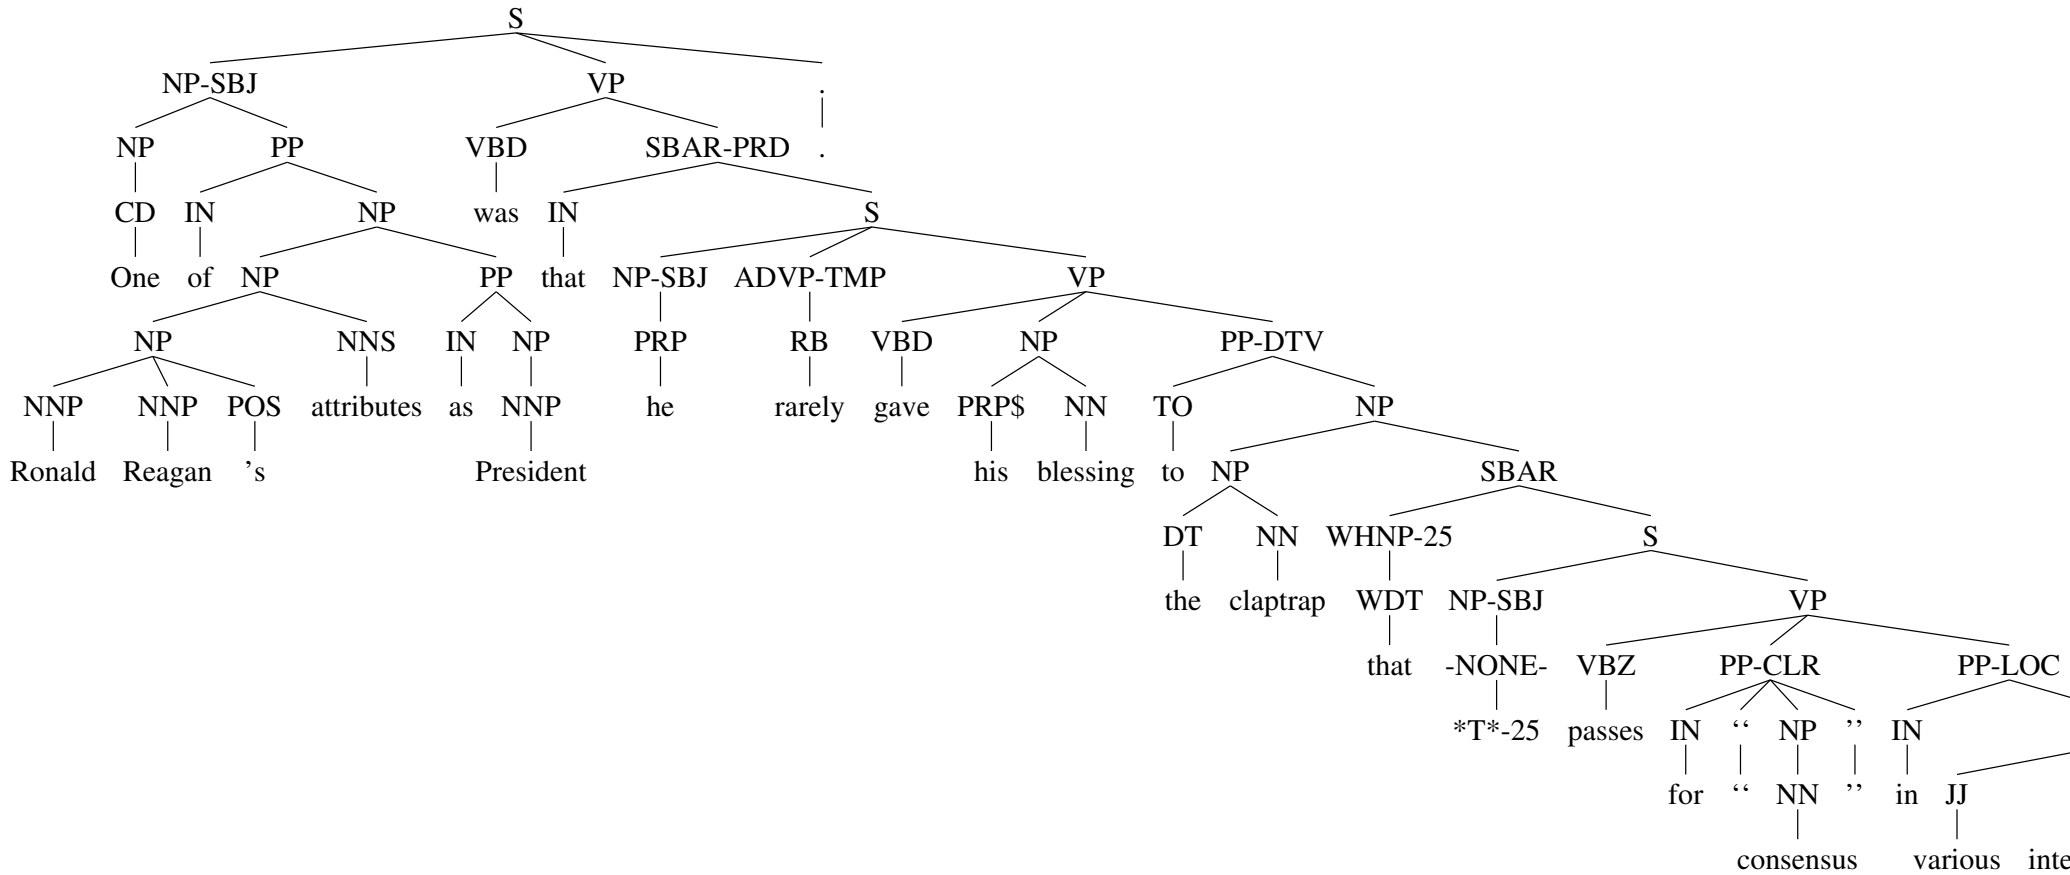 S
NP-SBJ VP .
NP PP VBD SBAR-PRD .
CD IN NP was IN S
One of NP PP that NP-SBJ ADVP-TMP VP
NP NNS IN NP PRP RB VBD NP PP-DTV
NNP NNP POS attributes as NNP he rarely gave PRP$ NN TO NP
Ronald Reagan ’s President his blessing to NP SBAR
DT NN WHNP-25 S
the claptrap WDT NP-SBJ VP
that -NONE- VBZ PP-CLR PP-LOC
*T*-25 passes IN ‘‘ NP ’’ IN
for ‘‘ NN ’’ in JJ
consensus various